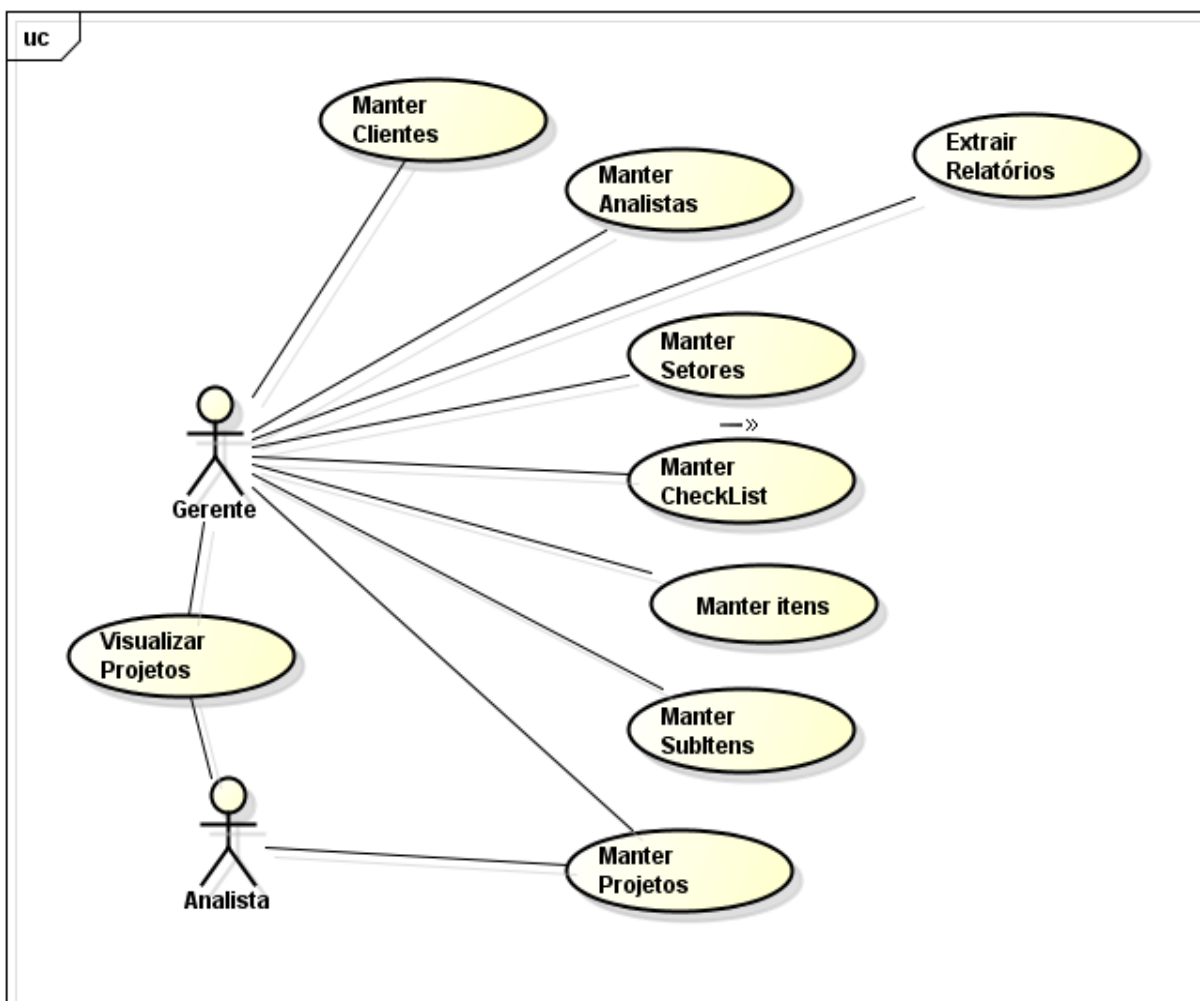 uc
Manter
Clientes
Manter
Analistas
Extrair
Relatórios
Manter
Setores
Manter
CheckList
Gerente
Manter itens
Visualizar
Projetos
Manter
SubItens
Manter
Projetos
Analista